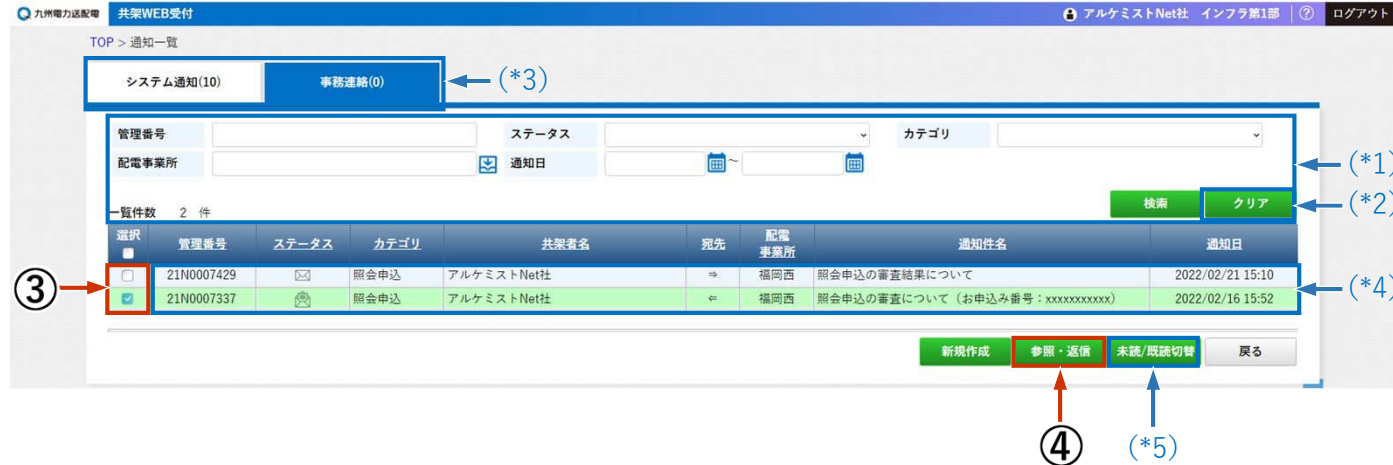 九州電力送配電 共架WEB受付 アルケミストNet社 インフラ第1部 ? ログアウト
TOP > 通知一覧
システム通知(10) 事務連絡(0) (*3)
管理番号 ステータス カテゴリ
配電事業所 通知日 ~ (*1)
検索 クリア (*2)
一覧件数 2 件
選択 管理番号 ステータス カテゴリ 共架者名 宛先 配電事業所 通知件名 通知日
③ 21N0007429 照会申込 アルケミストNet社 ⇒ 福岡西 照会申込の審査結果について 2022/02/21 15:10
21N0007337 照会申込 アルケミストNet社 ⇐ 福岡西 照会申込の審査について（お申込み番号：xxxxxxxxxxx） 2022/02/16 15:52 (*4)
新規作成 参照・返信 未読/既読切替 戻る
④ (*5)